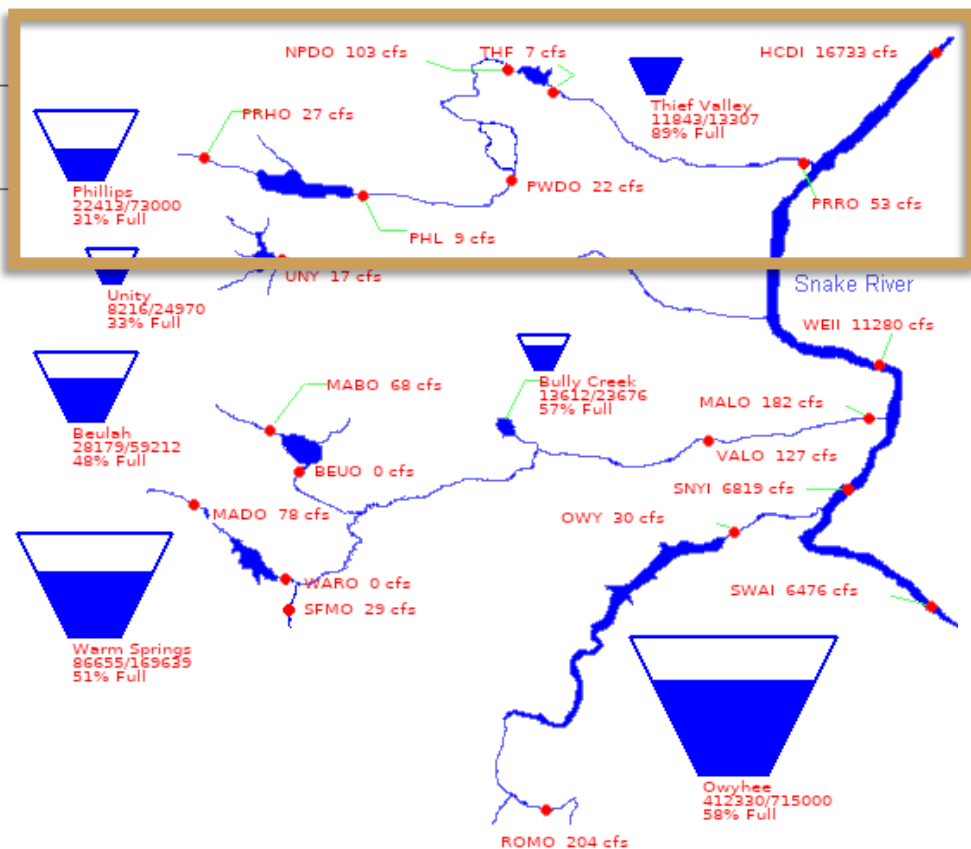 NPDO 103 cfs
THF 7 cfs
HCDI 16733 cfs
PRHO 27 cfs
Thief Valley
11843/13307
89% Full
Phillips
22413/73000
31% Full
PWDO 22 cfs
PRRO 53 cfs
PHL 9 cfs
UNY 17 cfs
Unity
8216/24970
33% Full
Snake River
WEII 11280 cfs
Bully Creek
13612/23676
57% Full
MABO 68 cfs
MALO 182 cfs
Beulah
28179/59212
48% Full
VALO 127 cfs
BEUO 0 cfs
SNYI 6819 cfs
MADO 78 cfs
OWY 30 cfs
WARO 0 cfs
SWAI 6476 cfs
SFMO 29 cfs
Warm Springs
86655/169639
51% Full
Owyhee
412330/715000
58% Full
ROMO 204 cfs